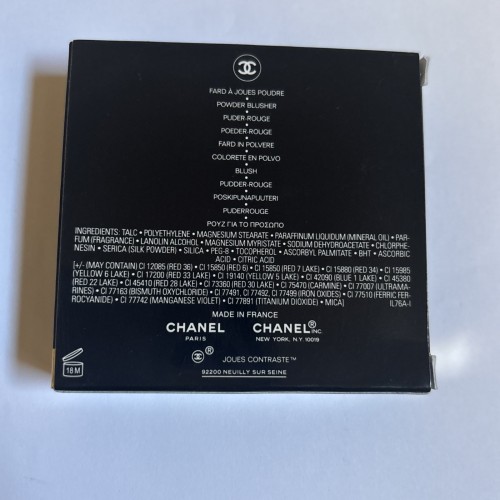 FARD À JOUES POUDRE
•
POWDER BLUSHER
•
PUDER-ROUGE
•
POEDER-ROUGE
•
FARD IN POLVERE
•
COLORETE EN POLVO
•
BLUSH
•
PUDDER-ROUGE
•
POSKIPUNAPUUTERI
•
PUDERROUGE
•
ΡΟΥΖ ΓΙΑ ΤΟ ΠΡΟΣΩΠΟ
INGREDIENTS: TALC • POLYETHYLENE • MAGNESIUM STEARATE • PARAFFINUM LIQUIDUM (MINERAL OIL) • PAR-
FUM (FRAGRANCE) • LANOLIN ALCOHOL • MAGNESIUM MYRISTATE • SODIUM DEHYDROACETATE • CHLORPHE-
NESIN • SERICA (SILK POWDER) • SILICA • PEG-8 • TOCOPHEROL • ASCORBYL PALMITATE • BHT • ASCORBIC
ACID • CITRIC ACID
[+/- (MAY CONTAIN) CI 12085 (RED 36) • CI 15850 (RED 6) • CI 15850 (RED 7 LAKE) • CI 15880 (RED 34) • CI 15985
(YELLOW 6 LAKE) • CI 17200 (RED 33 LAKE) • CI 19140 (YELLOW 5 LAKE) • CI 42090 (BLUE 1 LAKE) • CI 45380
(RED 22 LAKE) • CI 45410 (RED 28 LAKE) • CI 73360 (RED 30 LAKE) • CI 75470 (CARMINE) • CI 77007 (ULTRAMA-
RINES) • CI 77163 (BISMUTH OXYCHLORIDE) • CI 77491, CI 77492, CI 77499 (IRON OXIDES) • CI 77510 (FERRIC FER-
ROCYANIDE) • CI 77742 (MANGANESE VIOLET) • CI 77891 (TITANIUM DIOXIDE) • MICA] IL76A-I
MADE IN FRANCE
CHANEL CHANEL® INC.
PARIS NEW YORK, N.Y. 10019
® JOUES CONTRASTE™
92200 NEUILLY SUR SEINE
18 M